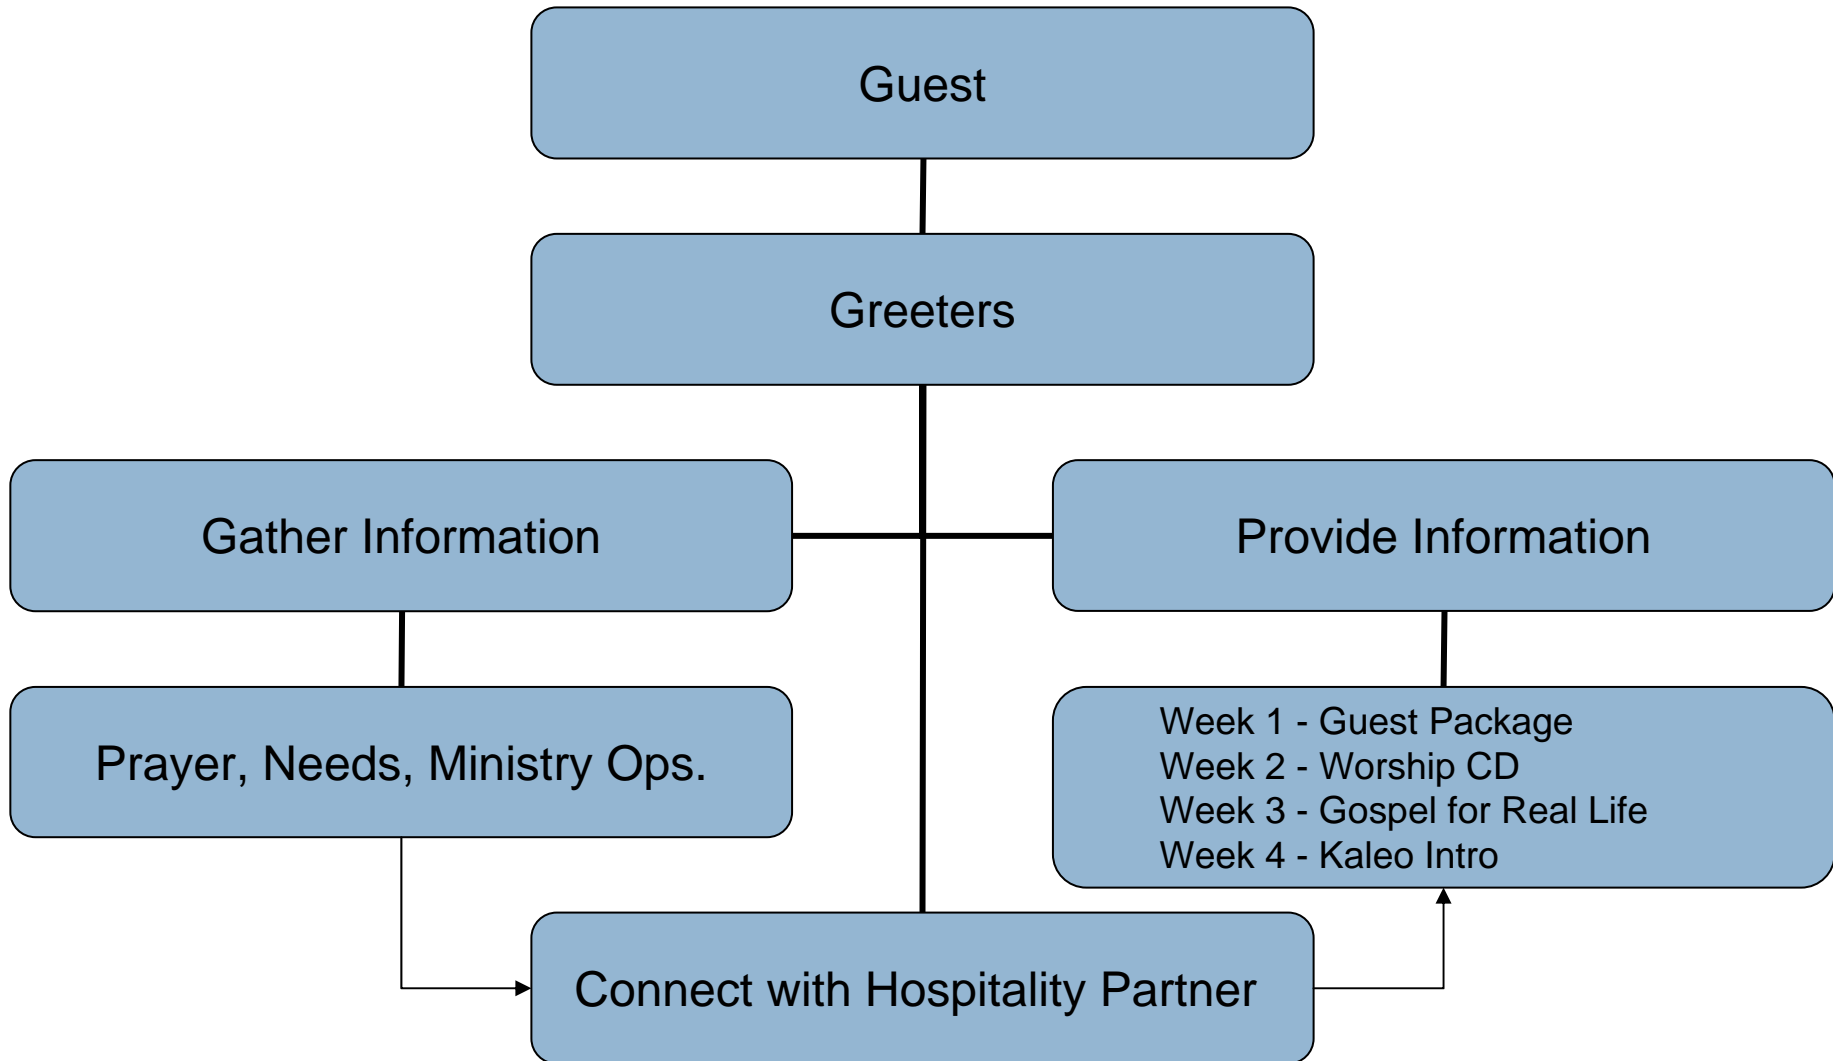 Guest
Greeters
Gather Information
Provide Information
Prayer, Needs, Ministry Ops.
Week 1 - Guest Package
Week 2 - Worship CD
Week 3 - Gospel for Real Life
Week 4 - Kaleo Intro
Connect with Hospitality Partner